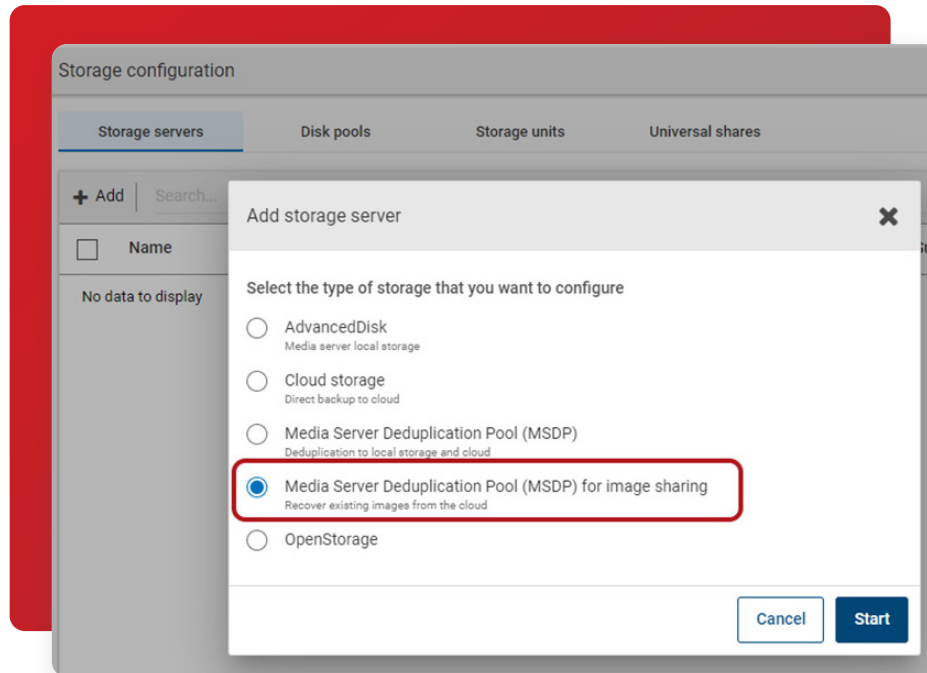 Storage configuration
Storage servers Disk pools Storage units Universal shares
Add Search...
Add storage server
Name
No data to display
Select the type of storage that you want to configure
AdvancedDisk
Media server local storage
Cloud storage
Direct backup to cloud
Media Server Deduplication Pool (MSDP)
Deduplication to local storage and cloud
Media Server Deduplication Pool (MSDP) for image sharing
Recover existing images from the cloud
OpenStorage
Cancel Start